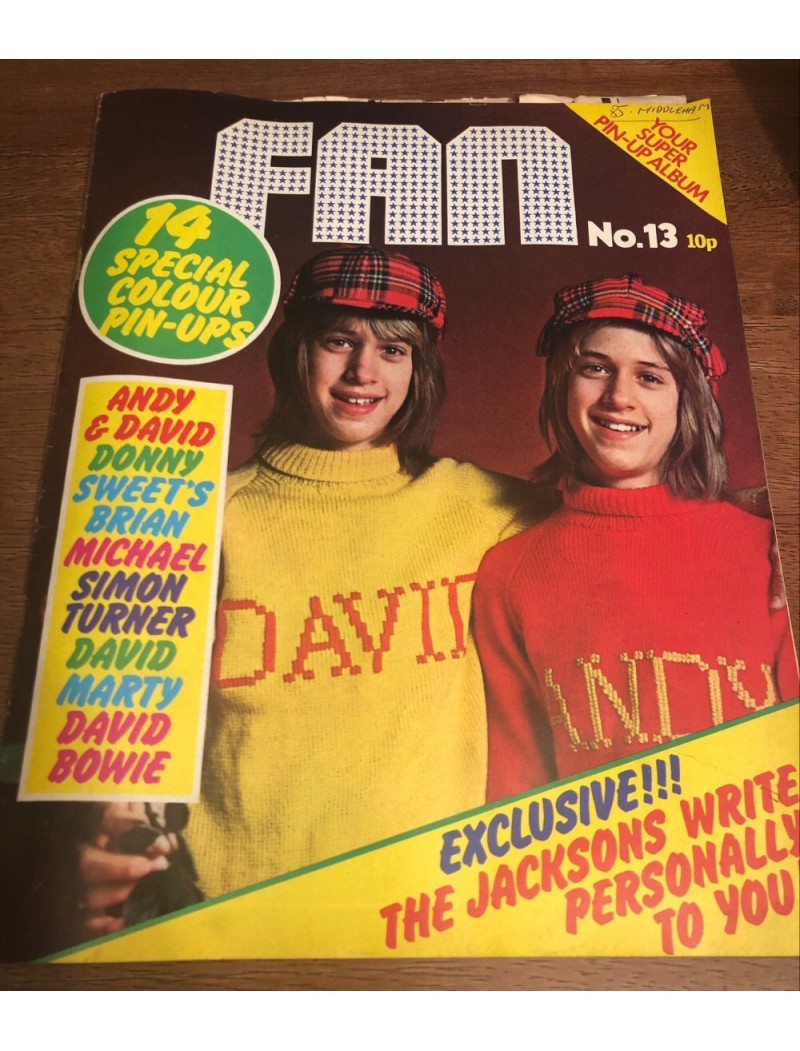 85. MIDDLEHAM
YOUR
SUPER
PIN-UP ALBUM
FAN
No.13 10p
14
SPECIAL
COLOUR
PIN-UPS
ANDY
& DAVID
DONNY
SWEET'S
BRIAN
MICHAEL
SIMON
TURNER
DAVID
MARTY
DAVID
BOWIE
DAVID
ANDY
EXCLUSIVE!!!
THE JACKSONS WRITE
PERSONALLY
TO YOU